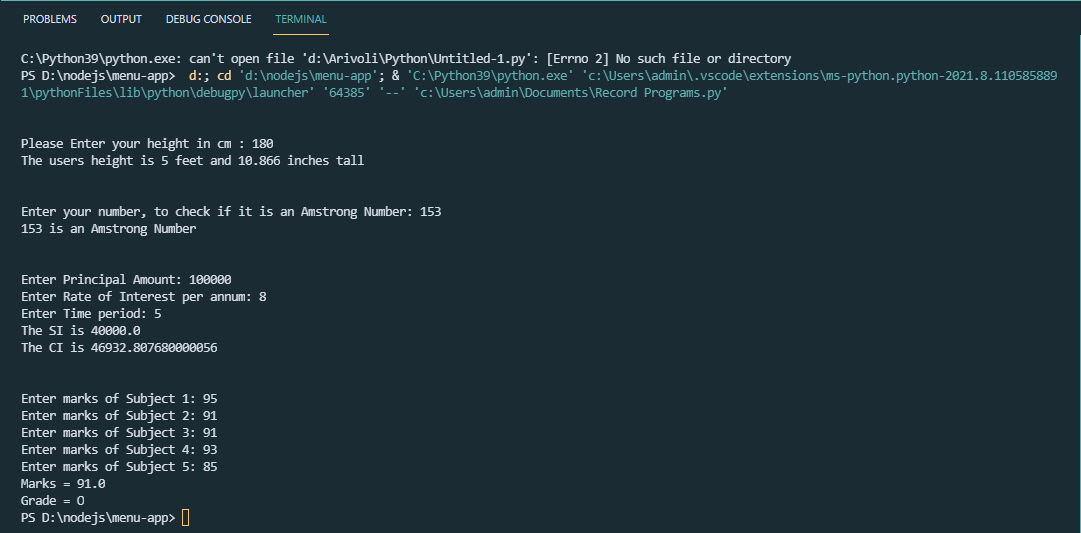 PROBLEMS OUTPUT DEBUG CONSOLE TERMINAL
C:\Python39\python.exe: can't open file 'd:\Arivoli\Python\Untitled-1.py': [Errno 2] No such file or directory
PS D:\nodejs\menu-app>  d:; cd 'd:\nodejs\menu-app'; & 'C:\Python39\python.exe' 'c:\Users\admin\.vscode\extensions\ms-python.python-2021.8.110585889
1\pythonFiles\lib\python\debugpy\launcher' '64385' '--' 'c:\Users\admin\Documents\Record Programs.py'
Please Enter your height in cm : 180
The users height is 5 feet and 10.866 inches tall
Enter your number, to check if it is an Amstrong Number: 153
153 is an Amstrong Number
Enter Principal Amount: 100000
Enter Rate of Interest per annum: 8
Enter Time period: 5
The SI is 40000.0
The CI is 46932.807680000056
Enter marks of Subject 1: 95
Enter marks of Subject 2: 91
Enter marks of Subject 3: 91
Enter marks of Subject 4: 93
Enter marks of Subject 5: 85
Marks = 91.0
Grade = O
PS D:\nodejs\menu-app>